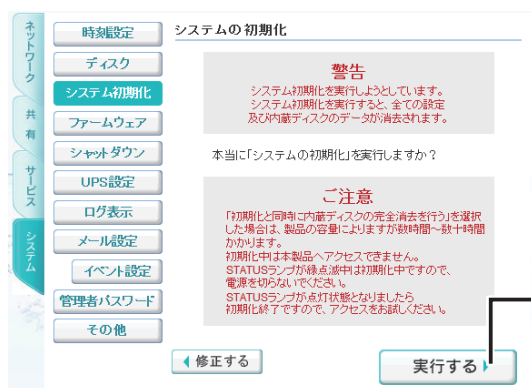 ネットワーク
共有
サービス
システム
時刻設定
ディスク
システム初期化
ファームウェア
シャットダウン
UPS設定
ログ表示
メール設定
イベント設定
管理者パスワード
その他
システムの初期化
警告
システム初期化を実行しようとしています。
システム初期化を実行すると、全ての設定
及び内蔵ディスクのデータが消去されます。
本当に「システムの初期化」を実行しますか？
ご注意
「初期化と同時に内蔵ディスクの完全消去を行う」を選択
した場合は、製品の容量によりますが数時間～数十時間
かかります。
初期化中は本製品へアクセスできません。
STATUSランプが緑点滅中は初期化中ですので、
電源を切らないでください。
STATUSランプが点灯状態となりましたら
初期化終了ですので、アクセスをお試しください。
修正する
実行する